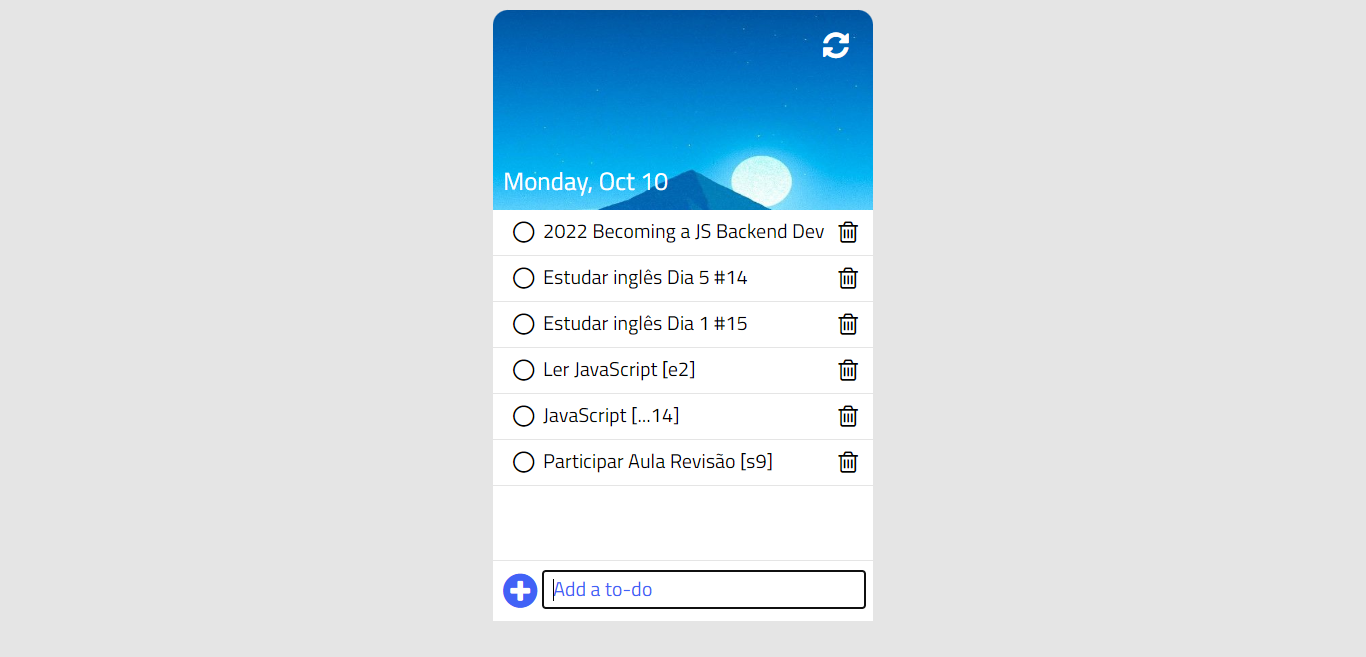 Monday, Oct 10
2022 Becoming a JS Backend Dev
Estudar inglês Dia 5 #14
Estudar inglês Dia 1 #15
Ler JavaScript [e2]
JavaScript [...14]
Participar Aula Revisão [s9]
Add a to-do